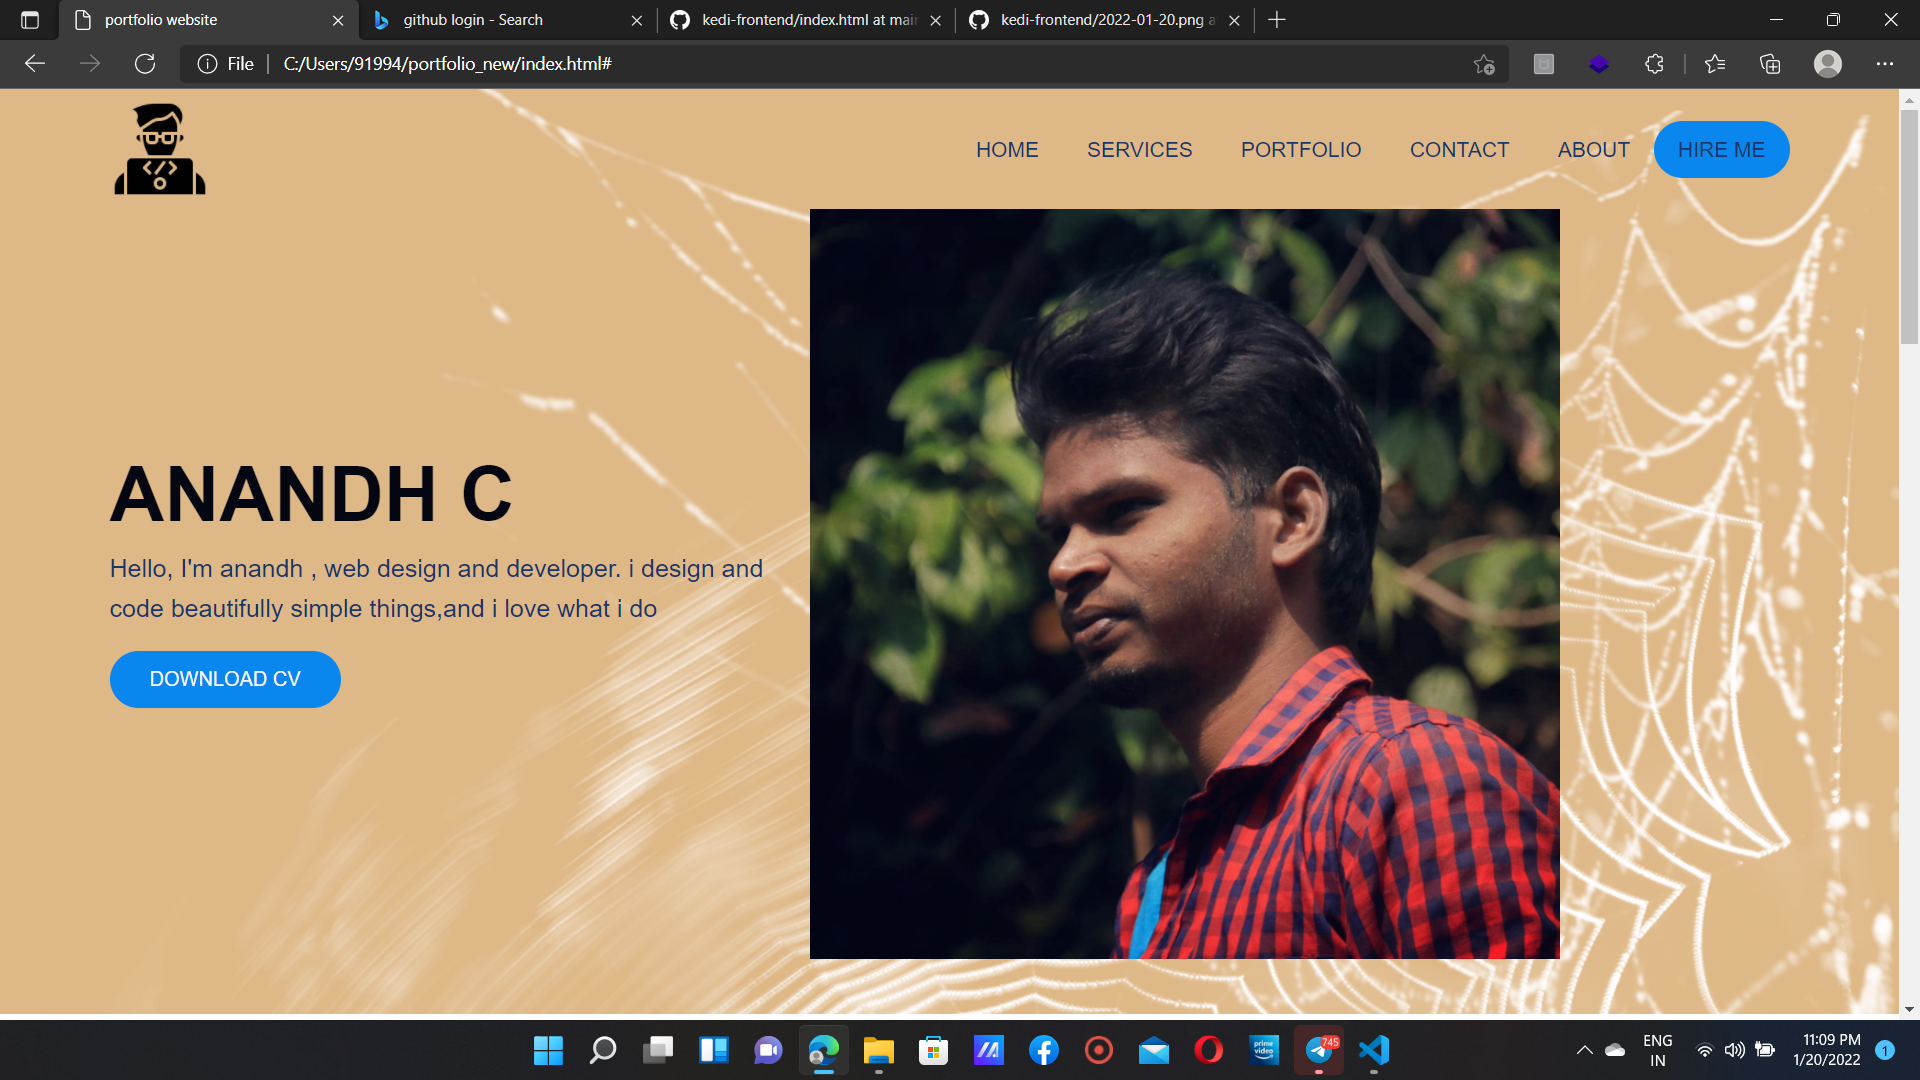 portfolio website
github login - Search
kedi-frontend/index.html at mai
kedi-frontend/2022-01-20.png a
File
C:/Users/91994/portfolio_new/index.html#
HOME SERVICES PORTFOLIO CONTACT ABOUT HIRE ME
ANANDH C
Hello, I'm anandh , web design and developer. i design and
code beautifully simple things,and i love what i do
DOWNLOAD CV
prime
video
745
ENG
IN
11:09 PM
1/20/2022
1